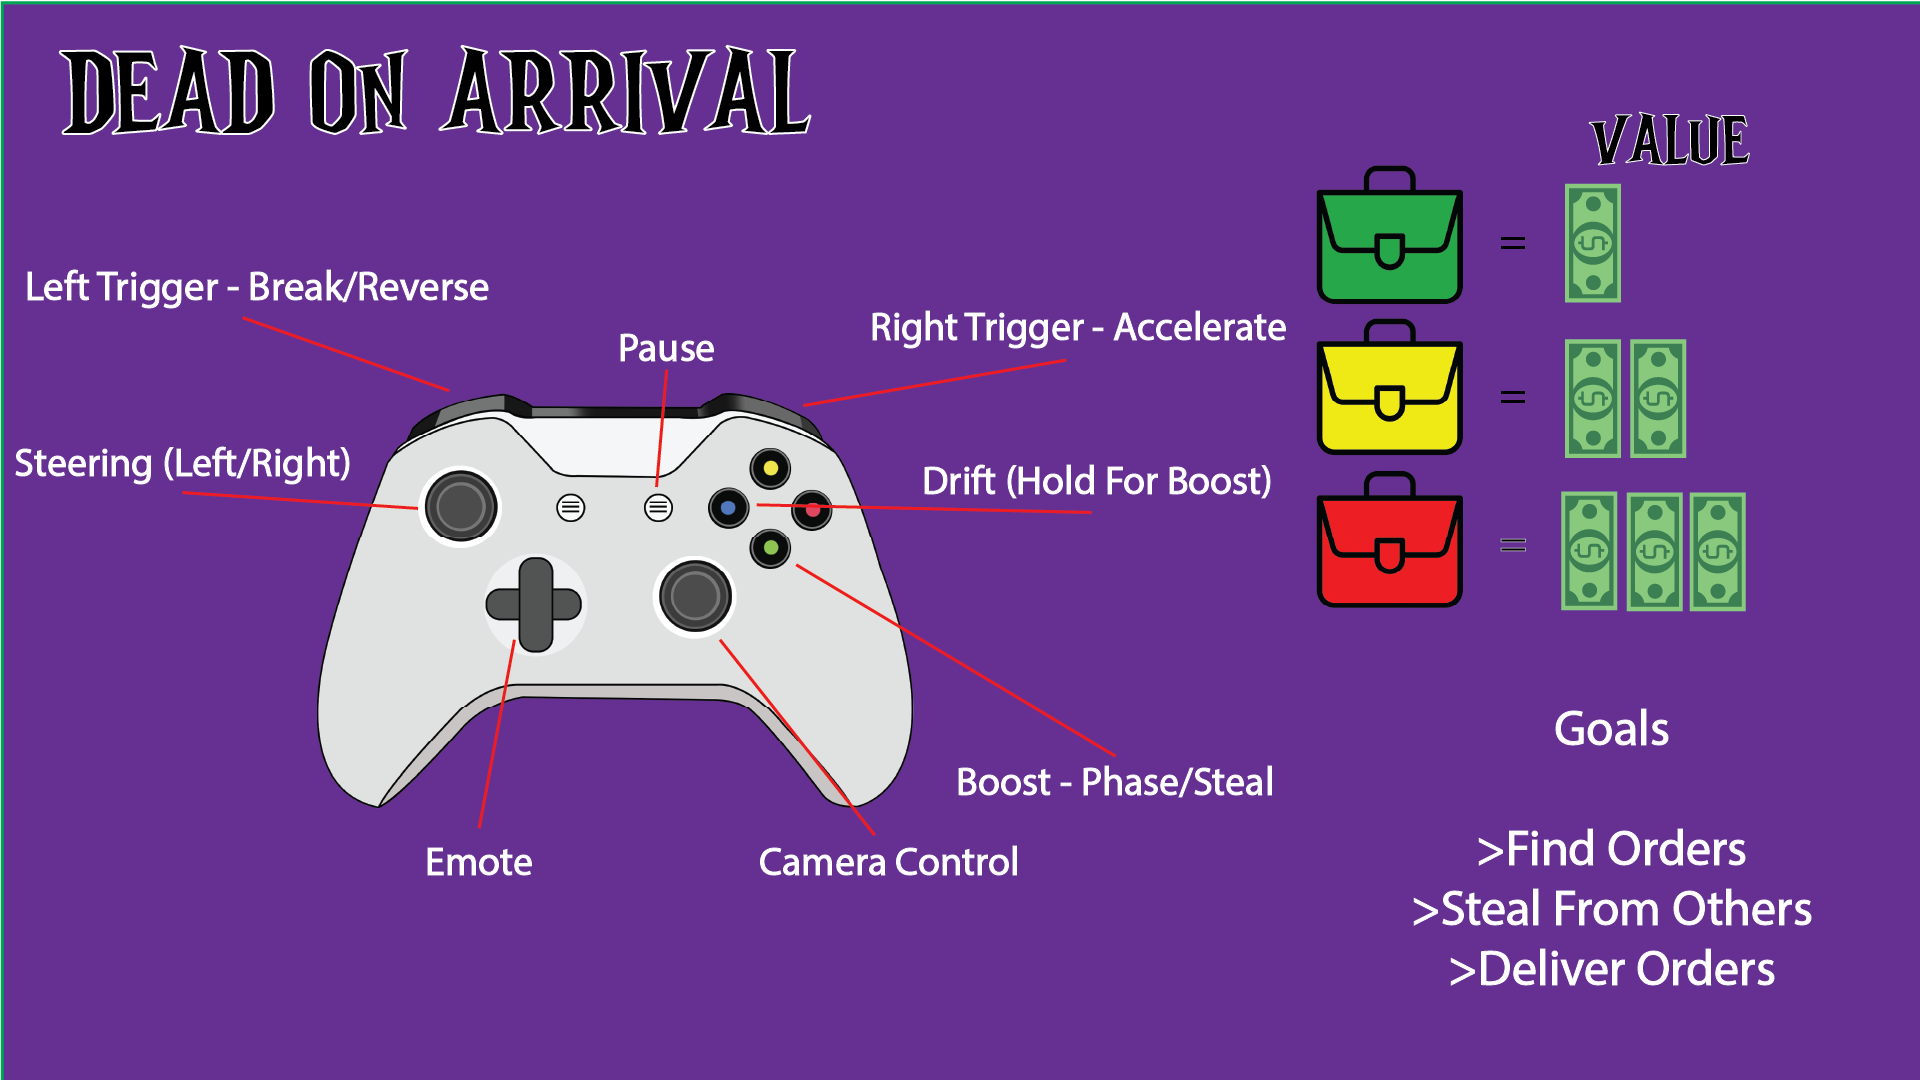 DEAD ON ARRIVAL
VALUE
Left Trigger - Break/Reverse
Pause
Right Trigger - Accelerate
Steering (Left/Right)
Drift (Hold For Boost)
=
=
=
Boost - Phase/Steal
Emote
Camera Control
Goals
>Find Orders
>Steal From Others
>Deliver Orders